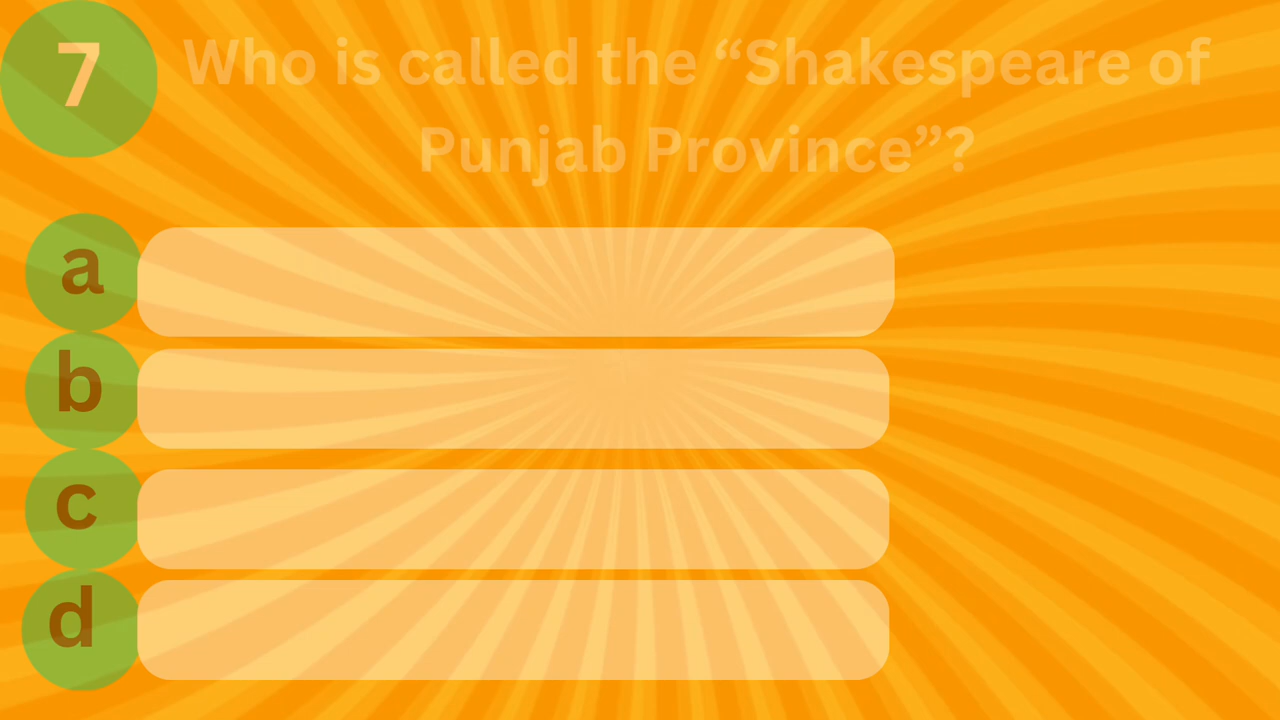 7
Who is called the “Shakespeare of
Punjab Province”?
a
b
c
d